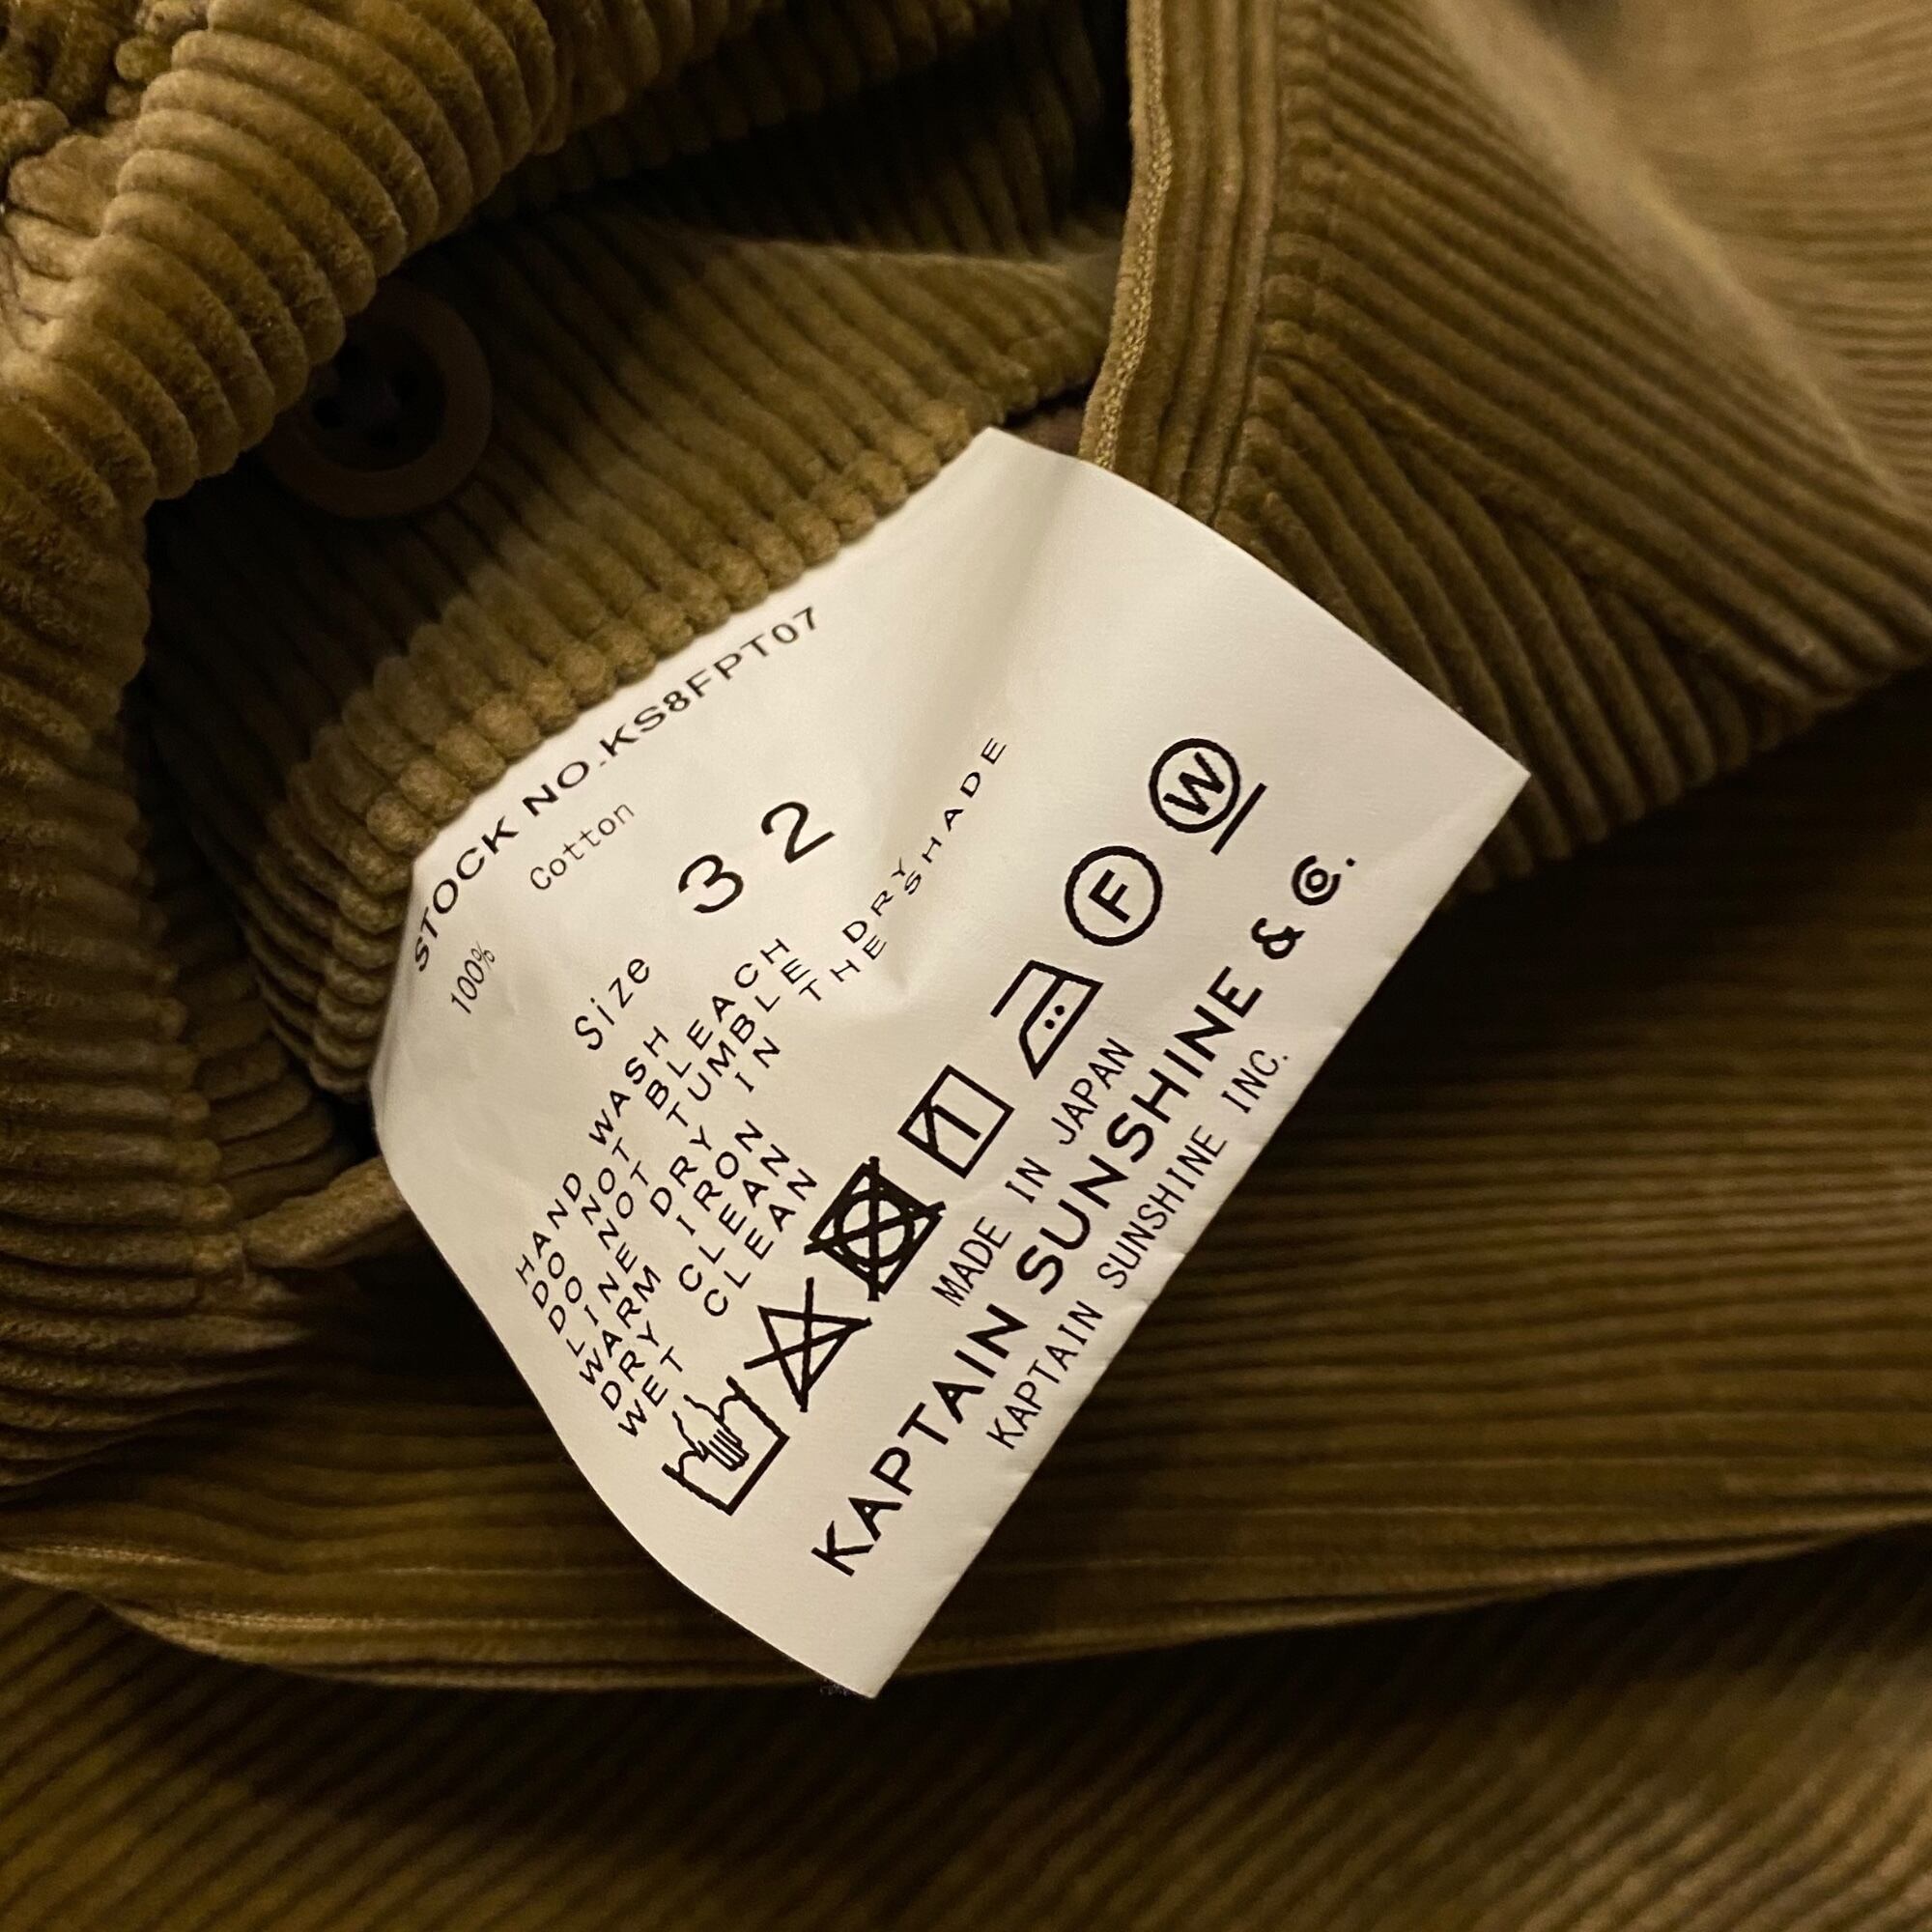 STOCK NO.KS8FPT07
100% Cotton
Size 32
HAND WASH
DO NOT BLEACH
DO NOT TUMBLE DRY
LINE DRY IN THE SHADE
WARM IRON
DRY CLEAN
WET CLEAN
F
W
MADE IN JAPAN
KAPTAIN SUNSHINE & Co.
KAPTAIN SUNSHINE INC.